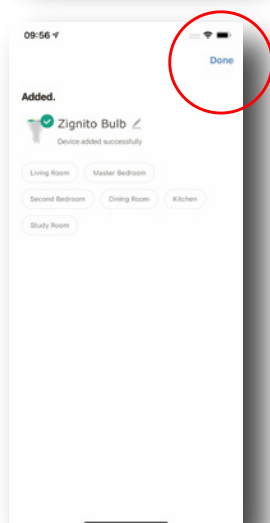 09:56
Done
Added.
Zignito Bulb
Device added successfully
Living Room Master Bedroom
Second Bedroom Dining Room Kitchen
Study Room